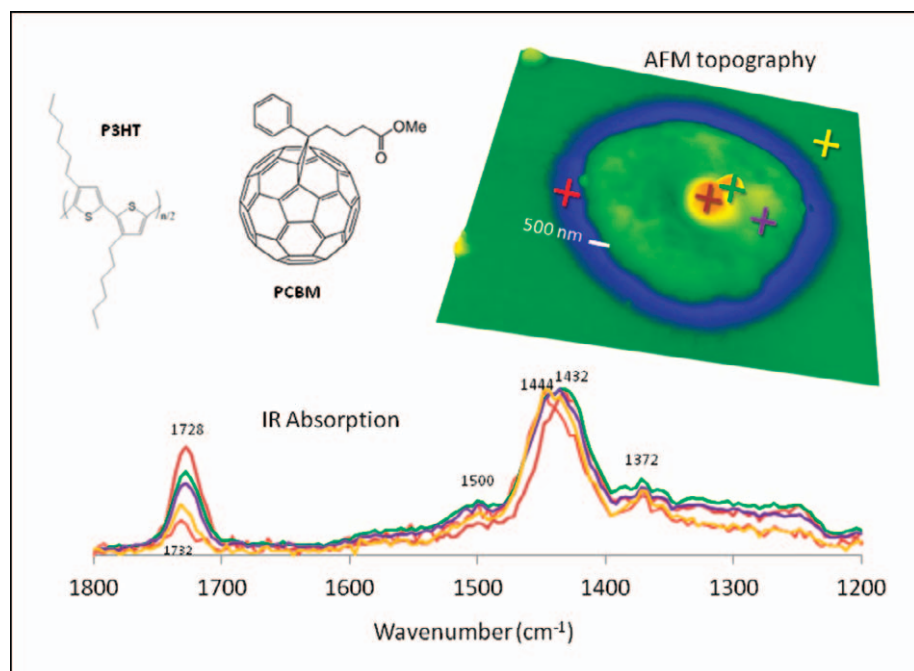 AFM topography
P3HT
OMe
O
S
n/2
S
500 nm
PCBM
1444 1432
IR Absorption
1728
1500
1372
1732
1800 1700 1600 1500 1400 1300 1200
Wavenumber (cm-1)